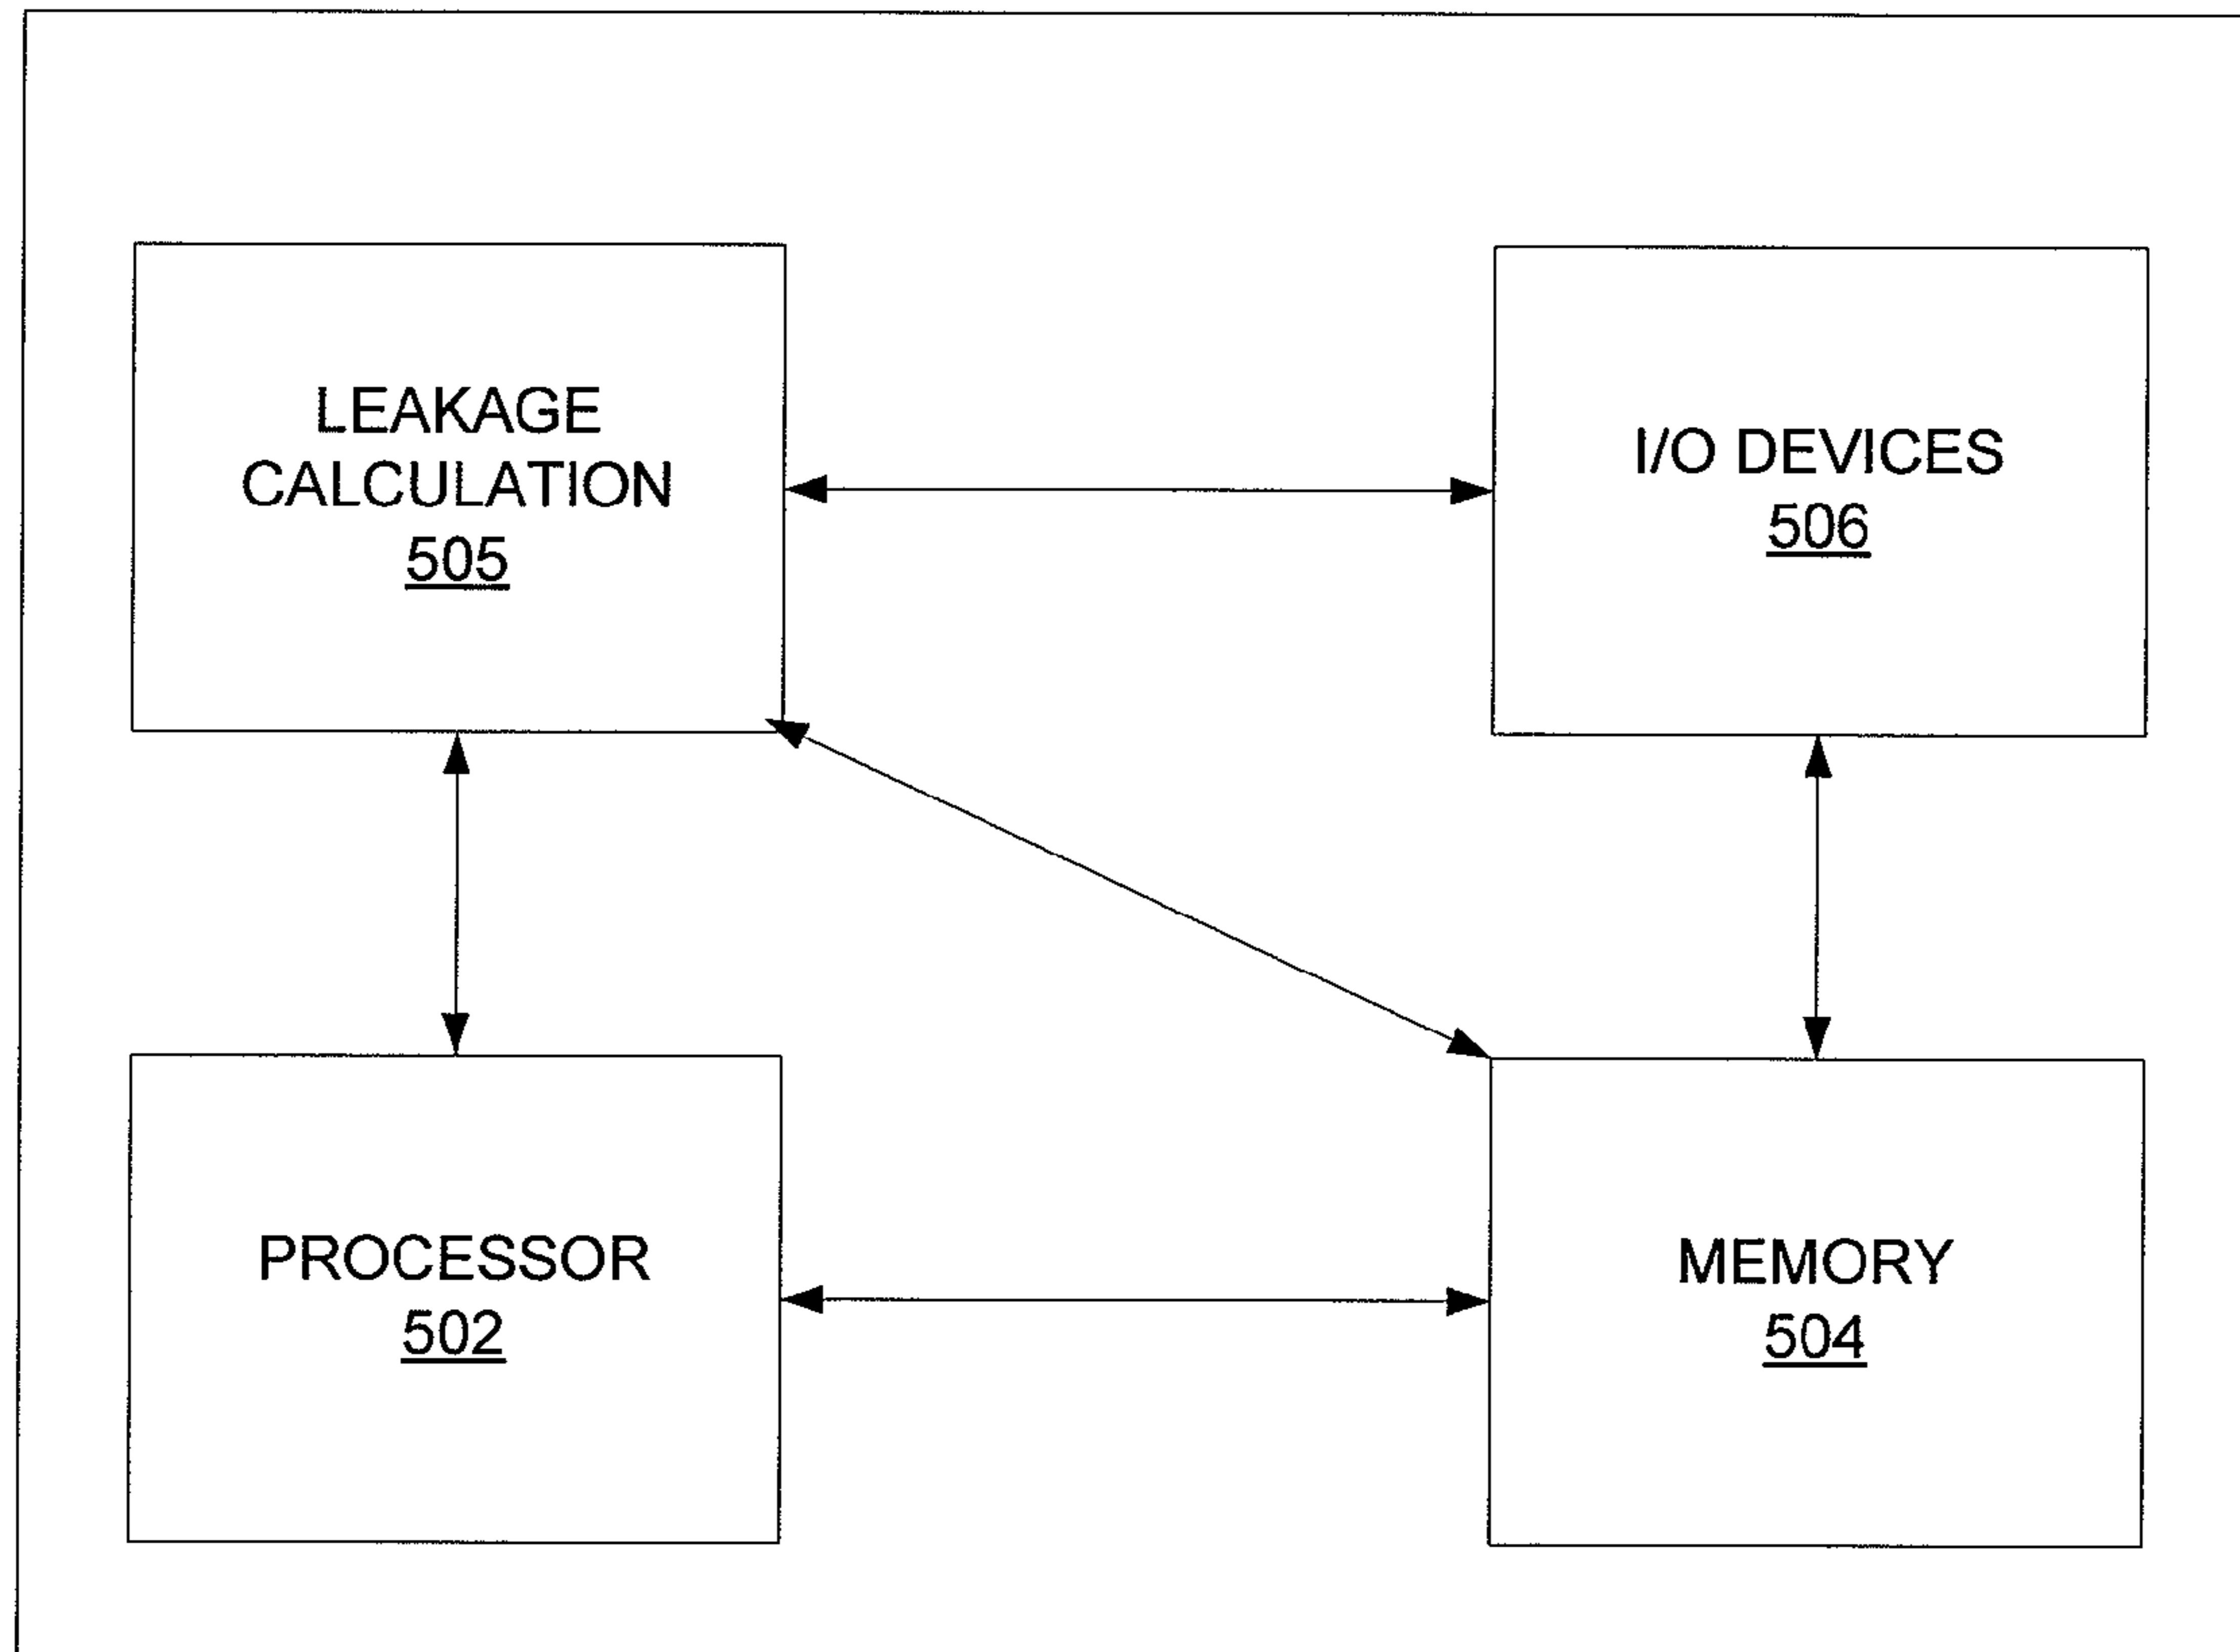 LEAKAGE
CALCULATION
505
I/O DEVICES
506
PROCESSOR
502
MEMORY
504